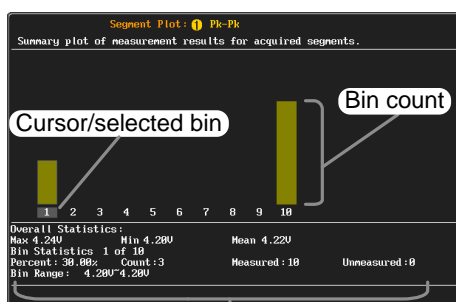 Segment Plot: 1 Pk-Pk
Summary plot of measurement results for acquired segments.
Bin count
Cursor/selected bin
1 2 3 4 5 6 7 8 9 10
Overall Statistics:
Max 4.24V Min 4.20V Mean 4.22V
Bin Statistics 1 of 10
Percent: 30.00% Count:3 Measured:10 Unmeasured:0
Bin Range: 4.20V~4.20V